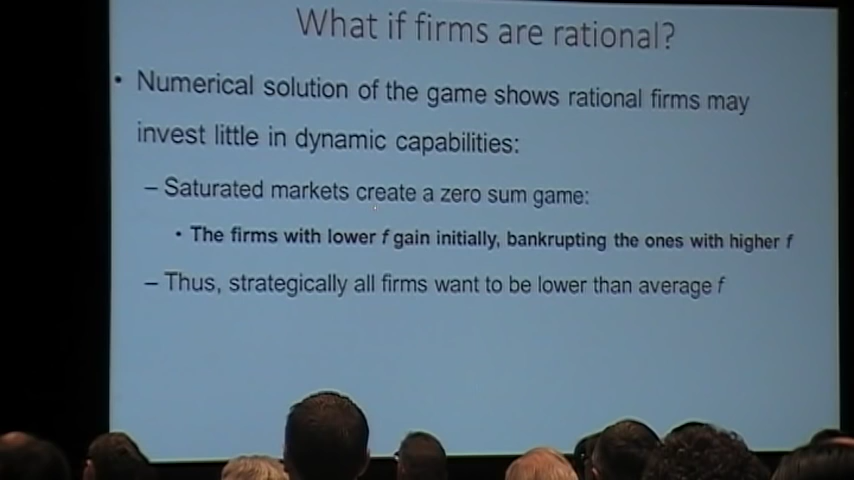 What if firms are rational?
• Numerical solution of the game shows rational firms may
invest little in dynamic capabilities:
– Saturated markets create a zero sum game:
• The firms with lower f gain initially, bankrupting the ones with higher f
– Thus, strategically all firms want to be lower than average f